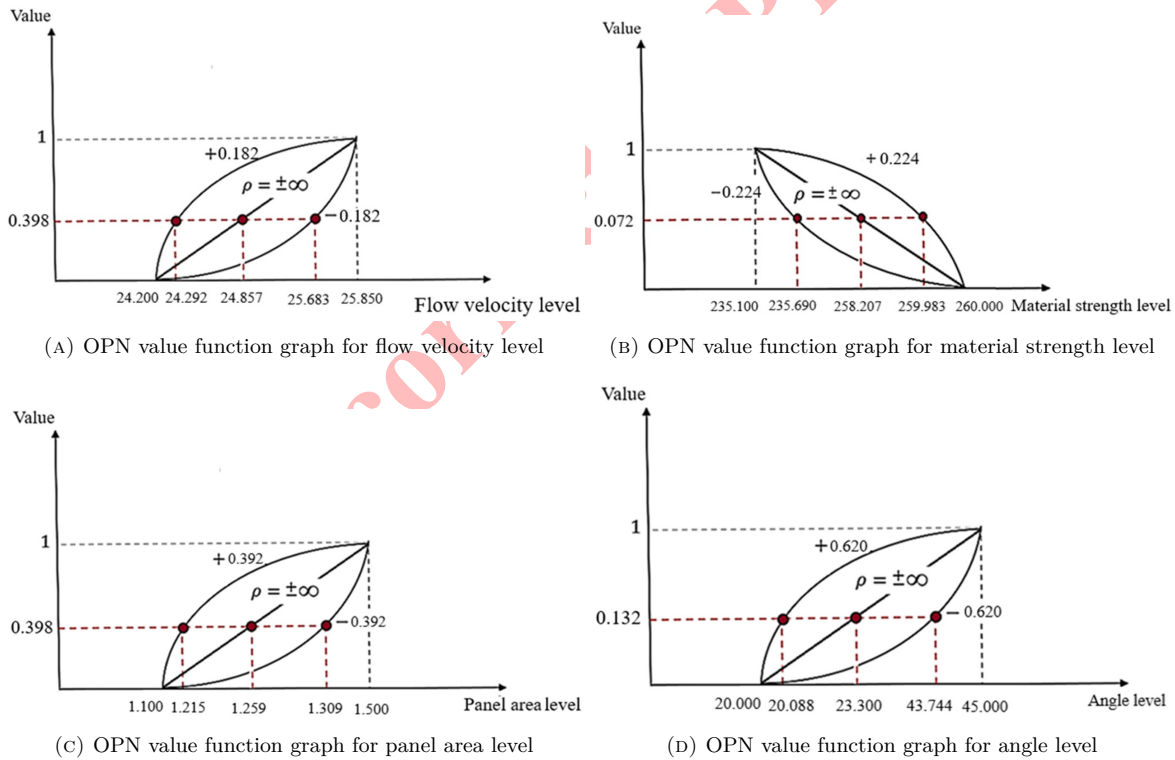 Value
1
+0.182
ρ = ±∞
0.398
−0.182
24.200 24.292 24.857 25.683 25.850
Flow velocity level
(A) OPN value function graph for flow velocity level
Value
1
+0.224
−0.224
ρ = ±∞
0.072
235.100 235.690 258.207 259.983 260.000 Material strength level
(B) OPN value function graph for material strength level
Value
1
+0.392
ρ = ±∞
0.398
−0.392
1.100 1.215 1.259 1.309 1.500
Panel area level
(C) OPN value function graph for panel area level
Value
1
+0.620
ρ = ±∞
0.132
−0.620
20.000 20.088 23.300 43.744 45.000
Angle level
(D) OPN value function graph for angle level